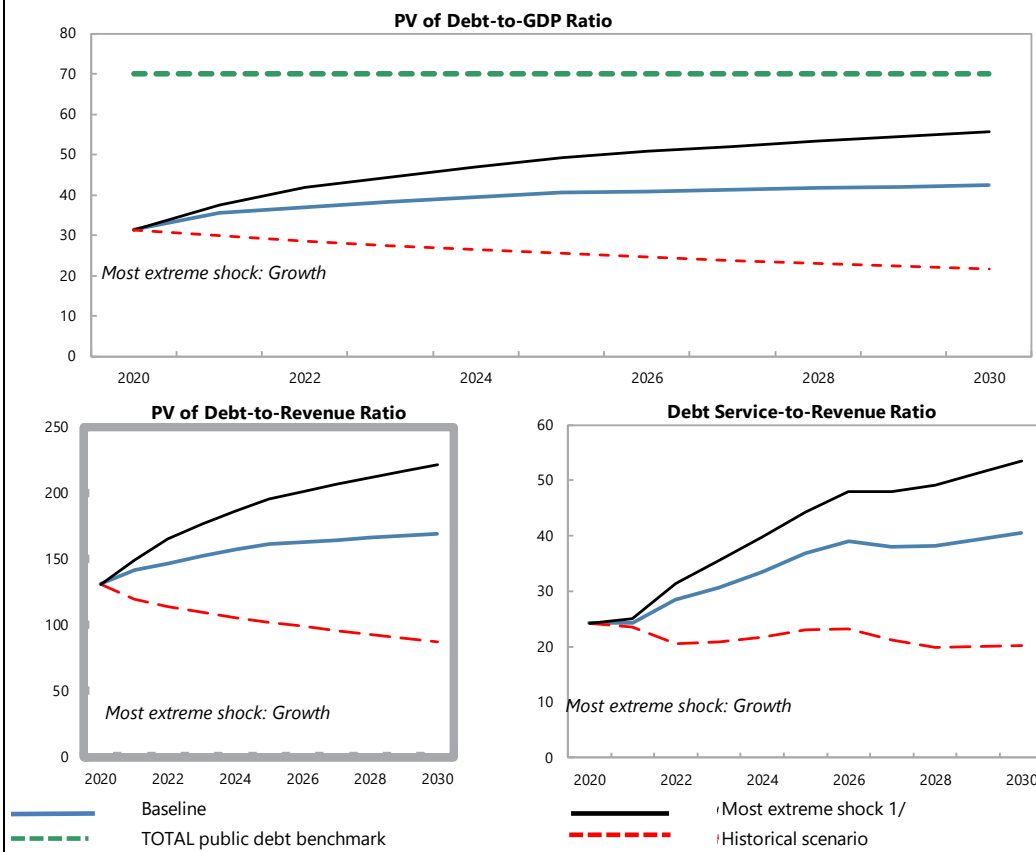 PV of Debt-to-GDP Ratio
80
70
60
50
40
30
20
10
0
Most extreme shock: Growth
2020 2022 2024 2026 2028 2030
PV of Debt-to-Revenue Ratio
250
200
150
100
50
0
Most extreme shock: Growth
2020 2022 2024 2026 2028 2030
Debt Service-to-Revenue Ratio
60
50
40
30
20
10
0
Most extreme shock: Growth
2020 2022 2024 2026 2028 2030
Baseline
Most extreme shock 1/
TOTAL public debt benchmark
Historical scenario